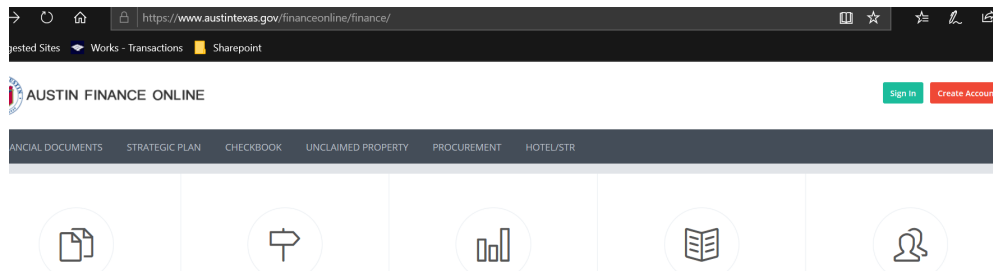 https://www.austintexas.gov/financeonline/finance/
gested Sites Works - Transactions Sharepoint
AUSTIN FINANCE ONLINE
Sign In Create Accoun
ANCIAL DOCUMENTS STRATEGIC PLAN CHECKBOOK UNCLAIMED PROPERTY PROCUREMENT HOTEL/STR